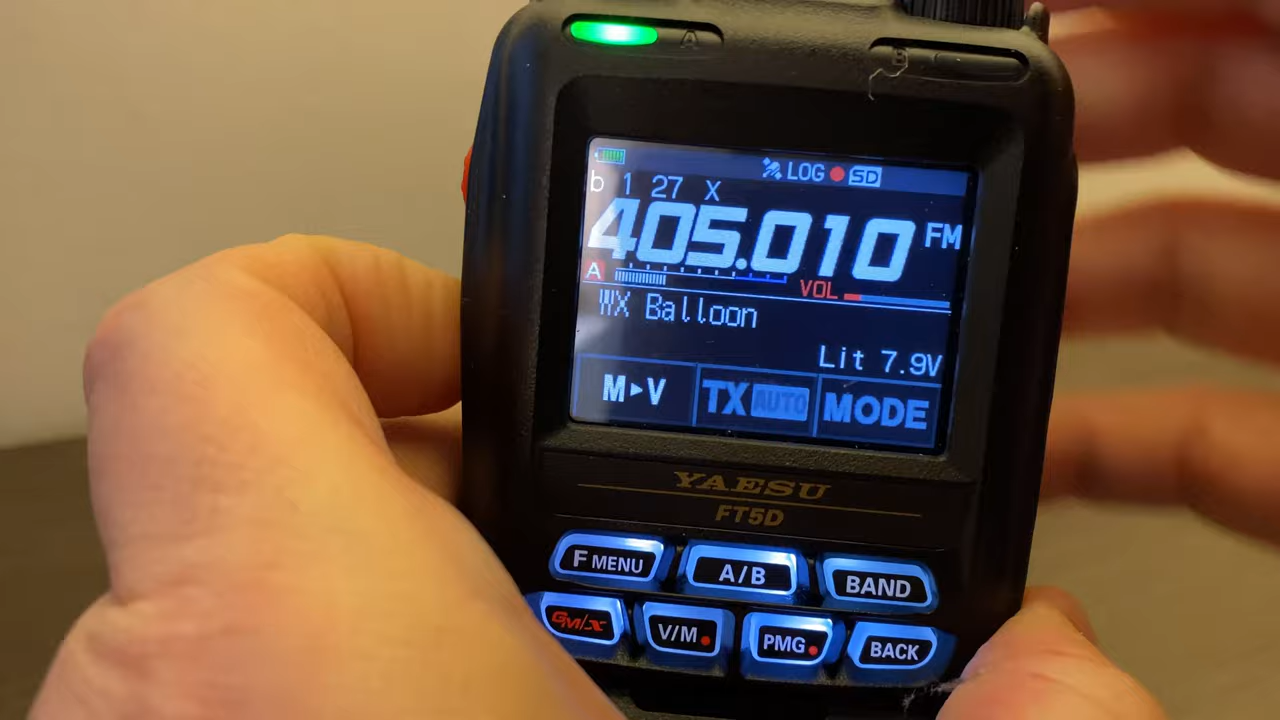 A
B
LOG SD
b 1 27 X
405.010 FM
A
VOL
WX Balloon
Lit 7.9V
M▸V TX AUTO MODE
YAESU
FT5D
F MENU A/B BAND
GM/X V/M PMG BACK